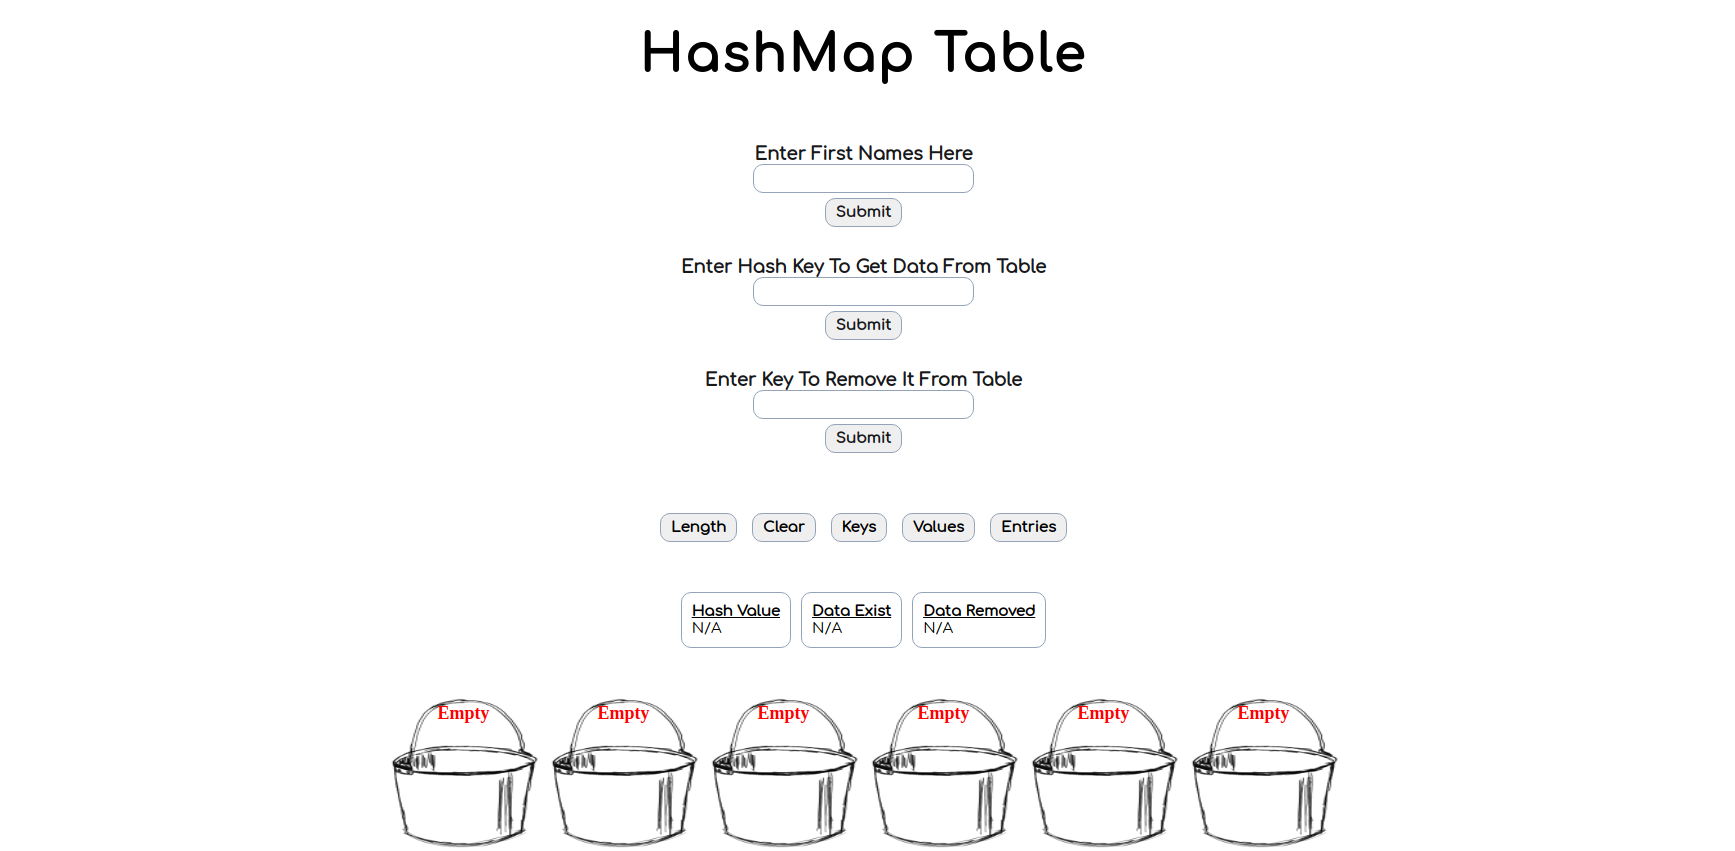 HashMap Table
Enter First Names Here
Submit
Enter Hash Key To Get Data From Table
Submit
Enter Key To Remove It From Table
Submit
Length Clear Keys Values Entries
Hash Value Data Exist Data Removed
N/A N/A N/A
Empty Empty Empty Empty Empty Empty